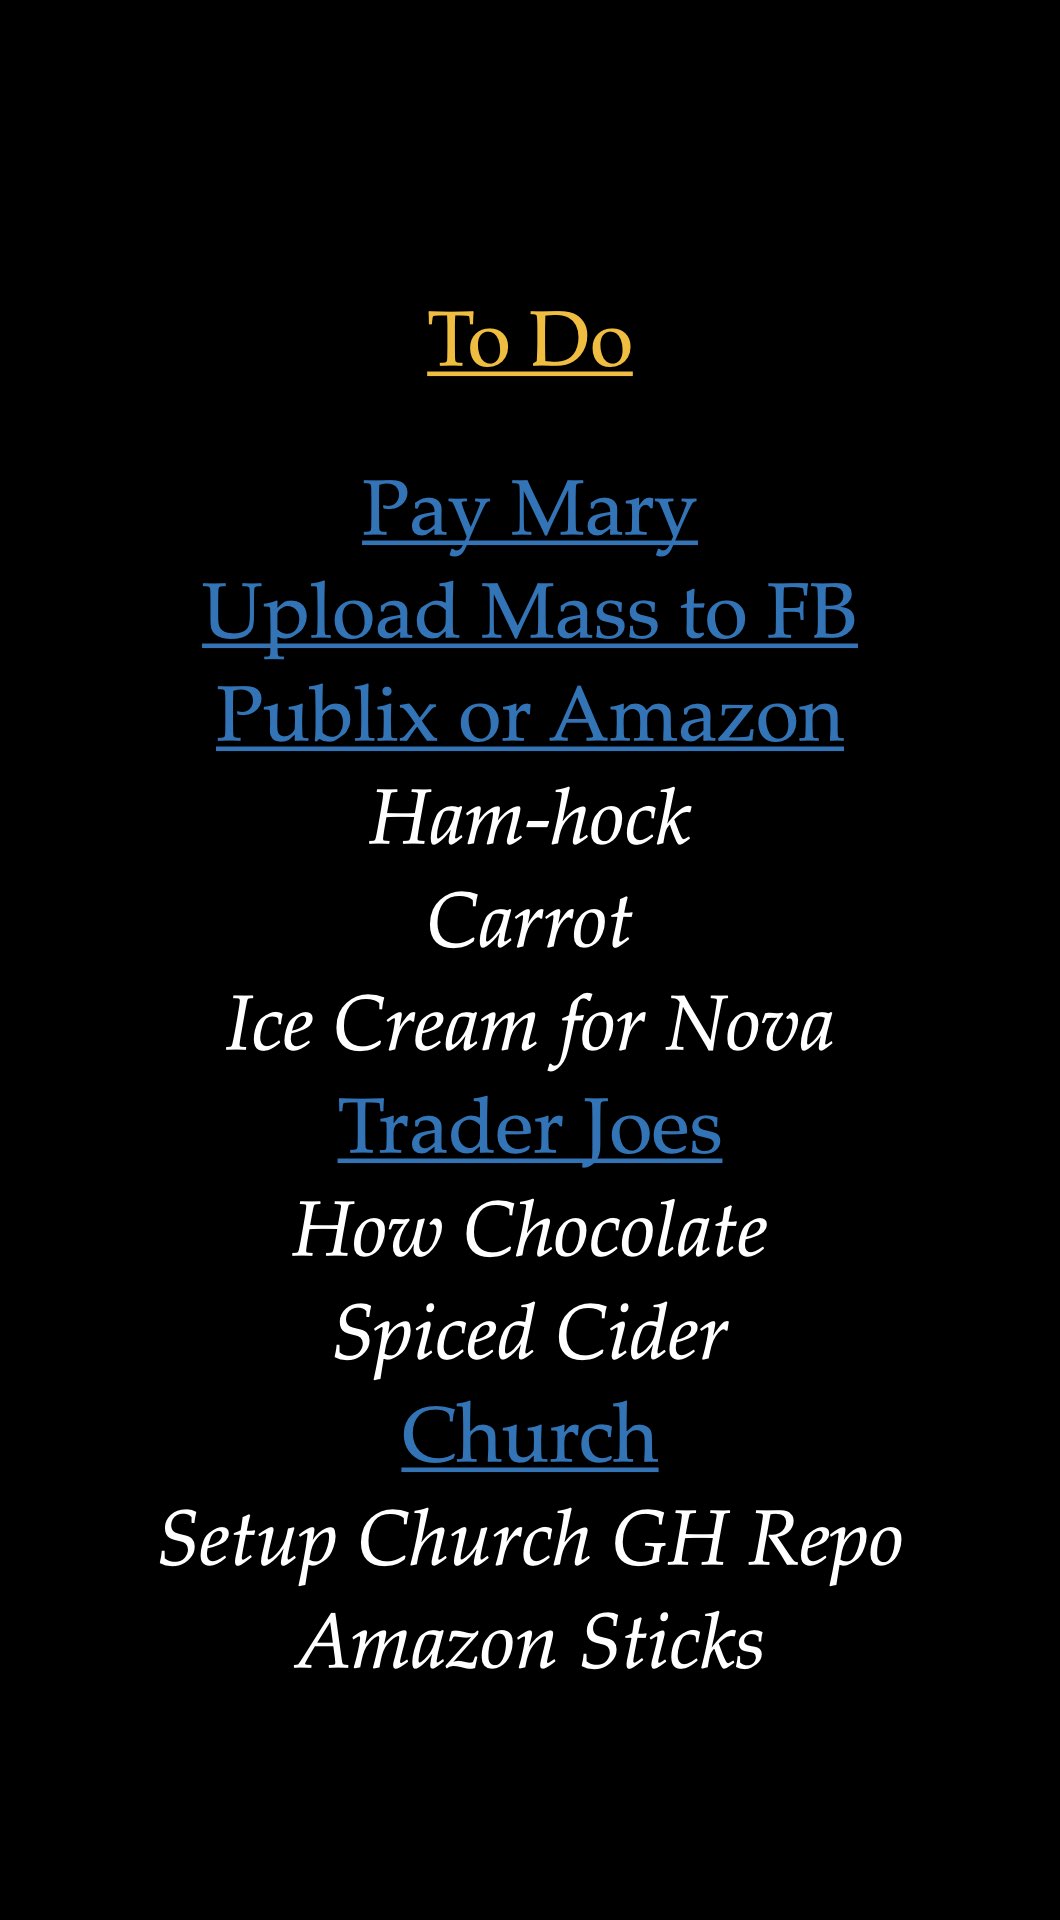 To Do
Pay Mary
Upload Mass to FB
Publix or Amazon
Ham-hock
Carrot
Ice Cream for Nova
Trader Joes
How Chocolate
Spiced Cider
Church
Setup Church GH Repo
Amazon Sticks